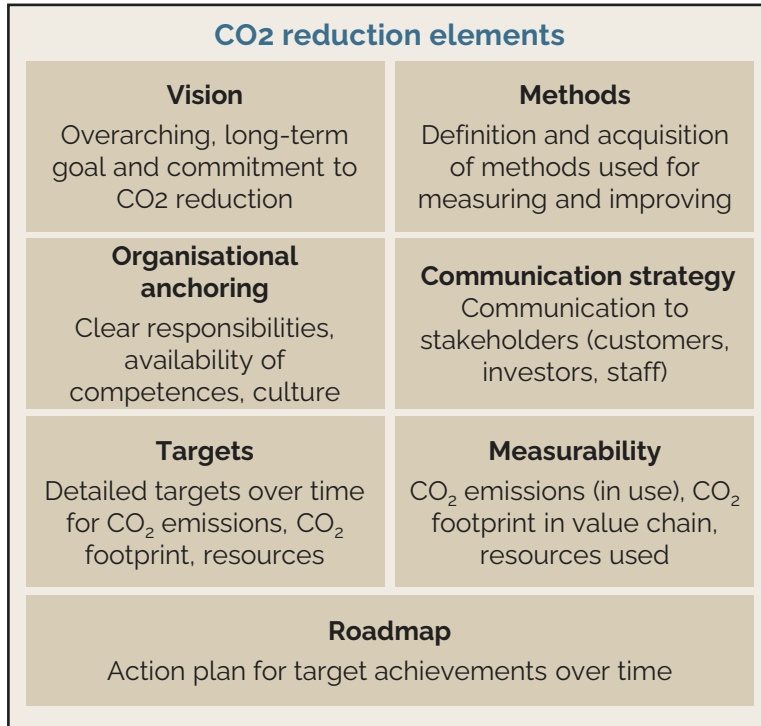 CO2 reduction elements
Vision
Overarching, long-term
goal and commitment to
CO2 reduction
Methods
Definition and acquisition
of methods used for
measuring and improving
Organisational
anchoring
Clear responsibilities,
availability of
competences, culture
Communication strategy
Communication to
stakeholders (customers,
investors, staff)
Targets
Detailed targets over time
for CO₂ emissions, CO₂
footprint, resources
Measurability
CO₂ emissions (in use), CO₂
footprint in value chain,
resources used
Roadmap
Action plan for target achievements over time